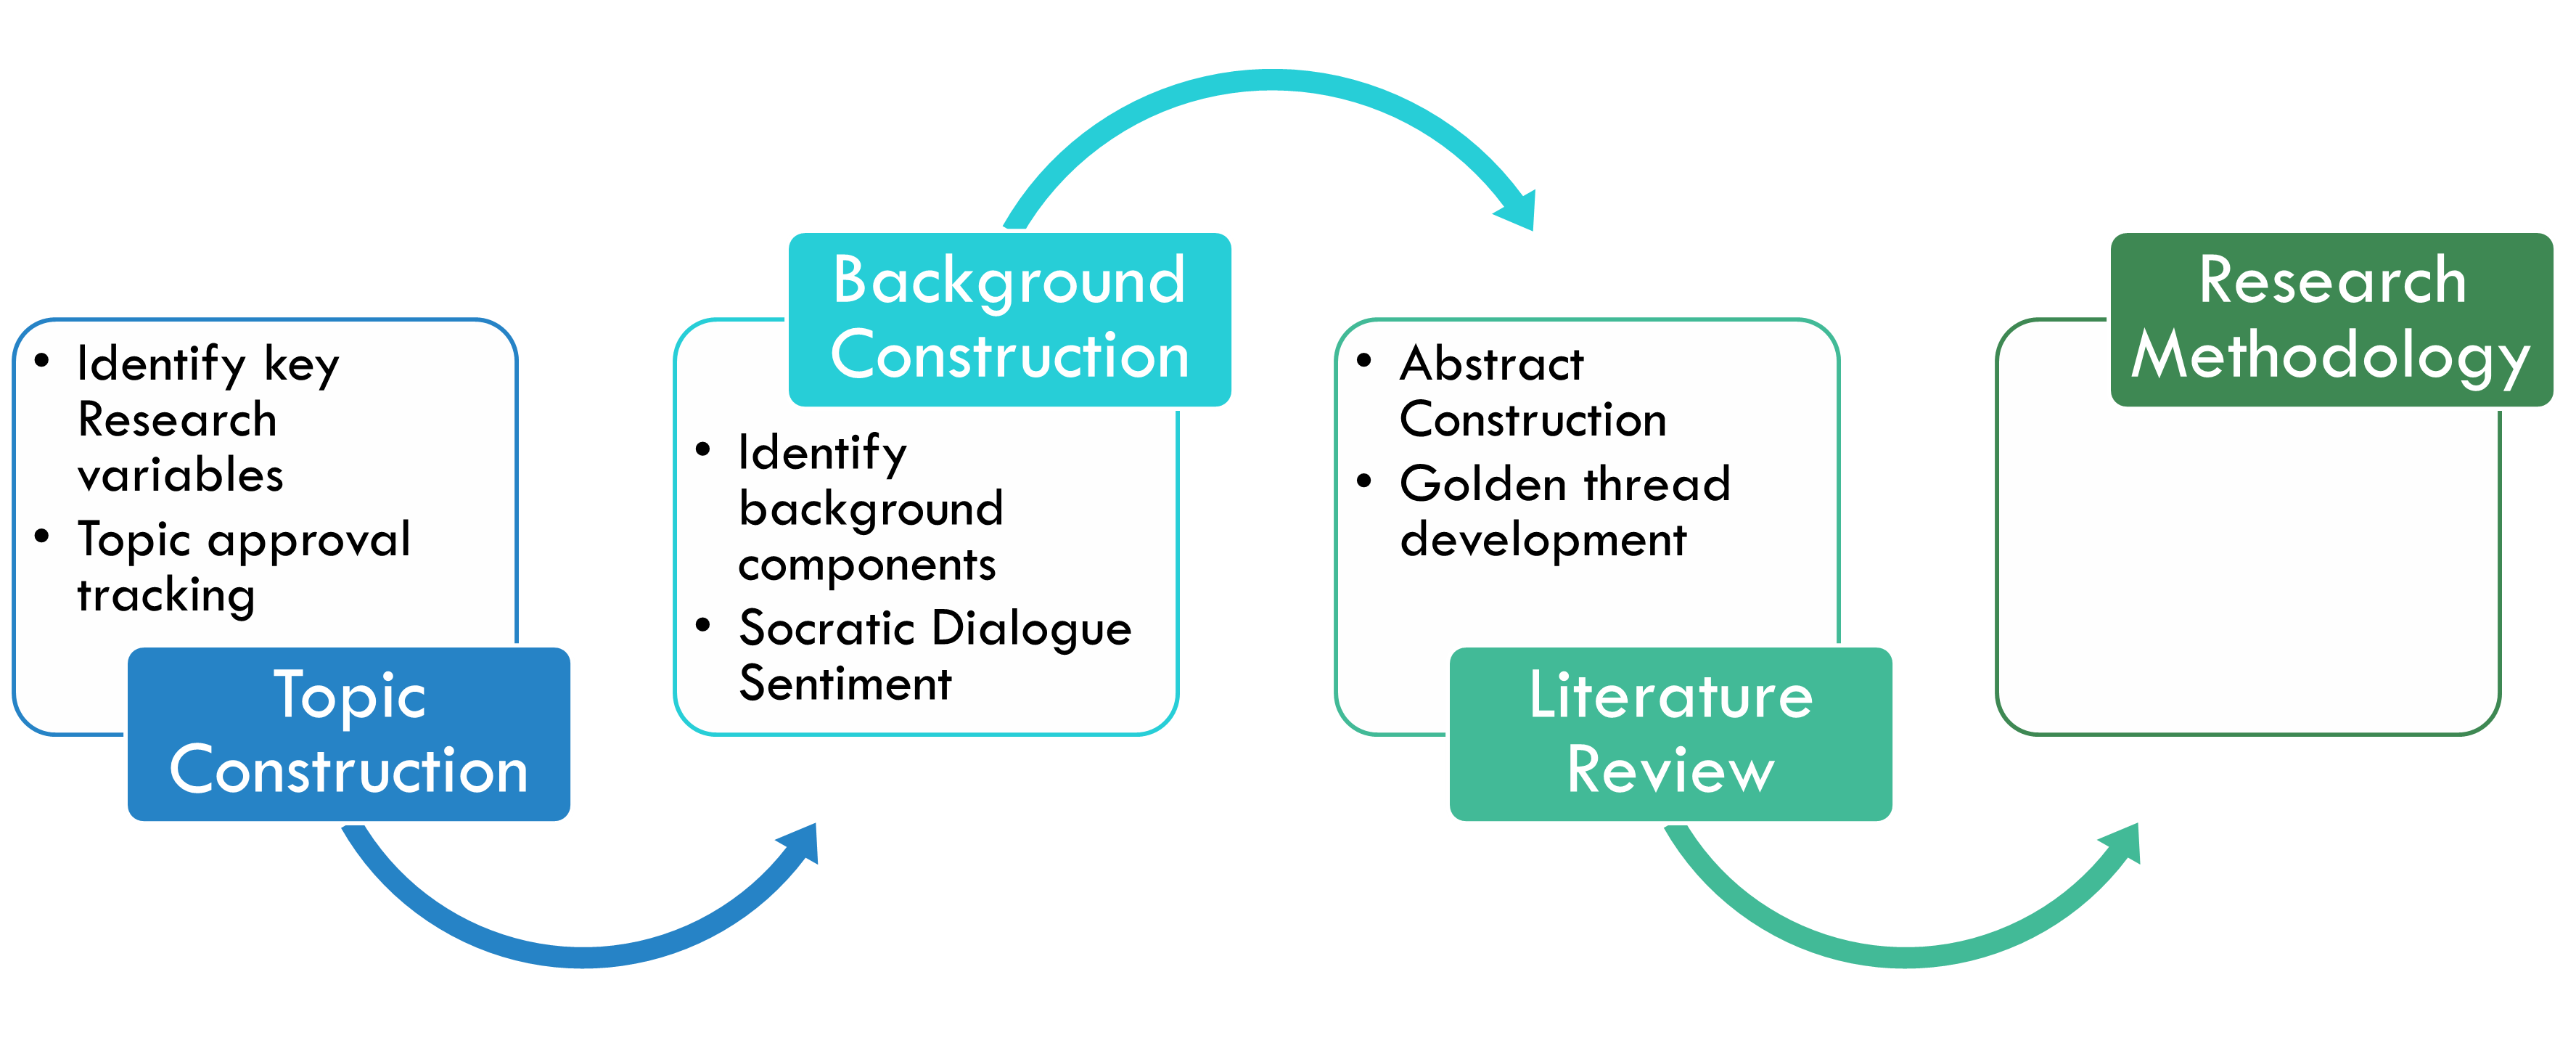 • Identify key
Research
variables
• Topic approval
tracking
Topic
Construction
Background
Construction
• Identify
background
components
• Socratic Dialogue
Sentiment
• Abstract
Construction
• Golden thread
development
Literature
Review
Research
Methodology